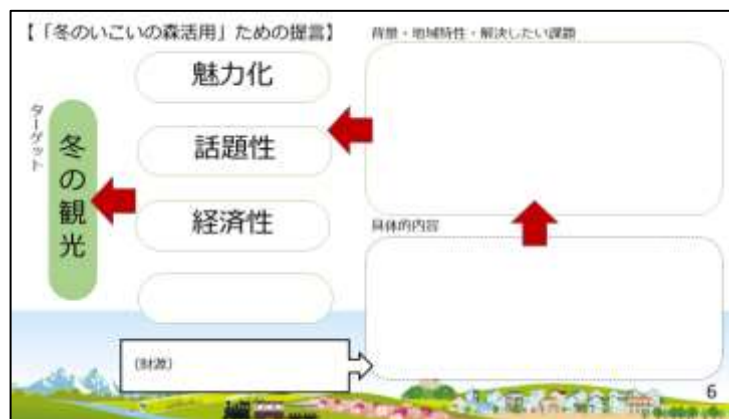 【「冬のいこいの森活用」ための提言】
背景・地域特性・解決したい課題
魅力化
話題性
経済性
ターゲット
冬の観光
具体的内容
(財源)
6